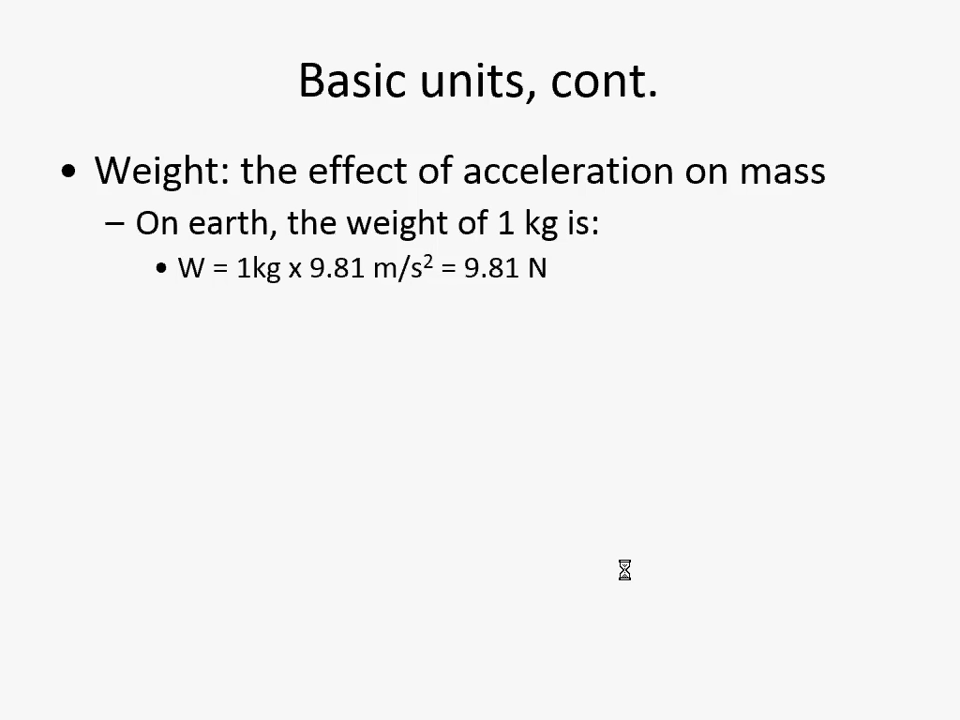 Basic units, cont.
• Weight: the effect of acceleration on mass
– On earth, the weight of 1 kg is:
• W = 1kg x 9.81 m/s² = 9.81 N